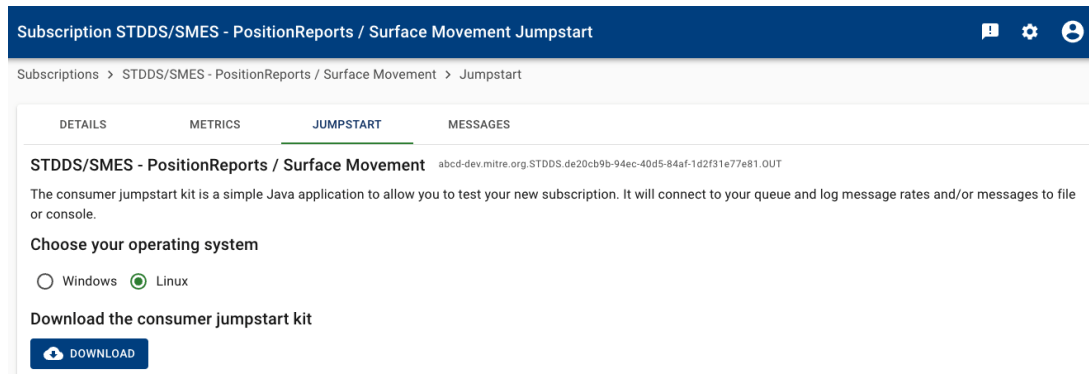 Subscription STDDS/SMES - PositionReports / Surface Movement Jumpstart
Subscriptions > STDDS/SMES - PositionReports / Surface Movement > Jumpstart
DETAILS METRICS JUMPSTART MESSAGES
STDDS/SMES - PositionReports / Surface Movement abcd-dev.mitre.org.STDDS.de20cb9b-94ec-40d5-84af-1d2f31e77e81.OUT
The consumer jumpstart kit is a simple Java application to allow you to test your new subscription. It will connect to your queue and log message rates and/or messages to file
or console.
Choose your operating system
Windows Linux
Download the consumer jumpstart kit
DOWNLOAD